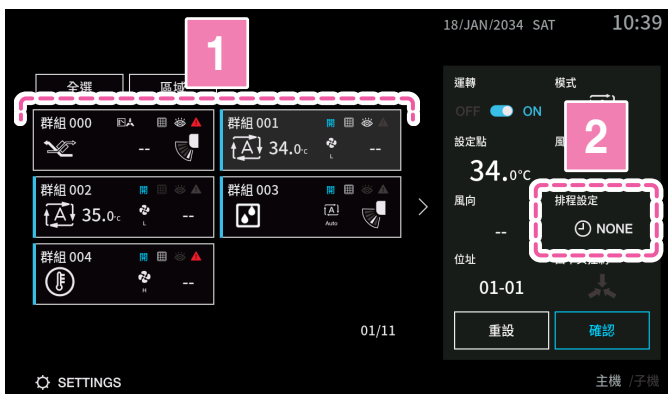 18/JAN/2034 SAT 10:39
1
全選 區域
群組 000
--
群組 001 開
34.0°c L --
群組 002 開
A 35.0°c L --
群組 003 開
A Auto
群組 004 開
H --
01/11
SETTINGS
運轉 模式
OFF ON
2
設定點
34.0°C
風向 排程設定
-- NONE
位址
01-01
重設 確認
主機 /子機